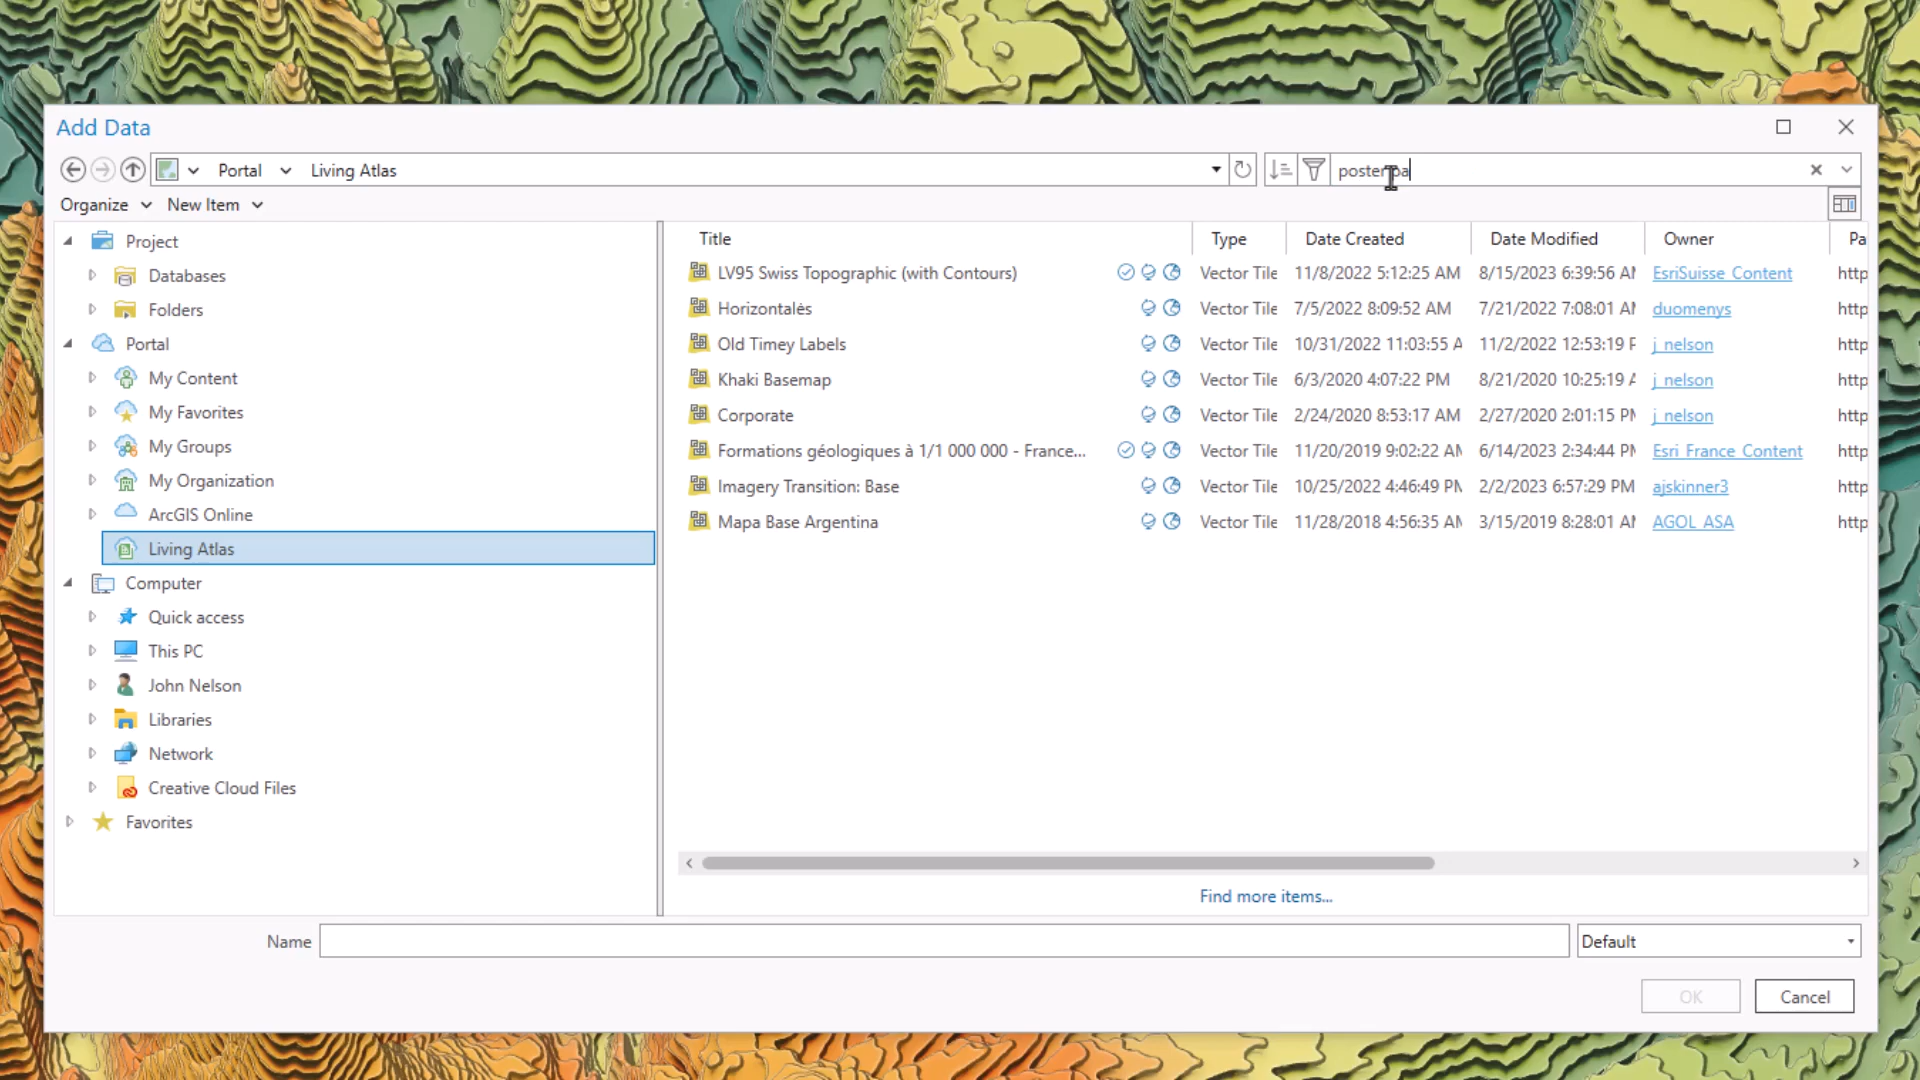 Add Data
Portal Living Atlas
Organize New Item
Project
Databases
Folders
Portal
My Content
My Favorites
My Groups
My Organization
ArcGIS Online
Living Atlas
Computer
Quick access
This PC
John Nelson
Libraries
Network
Creative Cloud Files
Favorites
Title Type Date Created Date Modified Owner Pa
LV95 Swiss Topographic (with Contours) Vector Tile 11/8/2022 5:12:25 AM 8/15/2023 6:39:56 AM EsriSuisse_Content http
Horizontalės Vector Tile 7/5/2022 8:09:52 AM 7/21/2022 7:08:01 AM duomenys http
Old Timey Labels Vector Tile 10/31/2022 11:03:55 A 11/2/2022 12:53:19 P j_nelson http
Khaki Basemap Vector Tile 6/3/2020 4:07:22 PM 8/21/2020 10:25:19 A j_nelson http
Corporate Vector Tile 2/24/2020 8:53:17 AM 2/27/2020 2:01:15 PM j_nelson http
Formations géologiques à 1/1 000 000 - France... Vector Tile 11/20/2019 9:02:22 AM 6/14/2023 2:34:44 PM Esri_France_Content http
Imagery Transition: Base Vector Tile 10/25/2022 4:46:49 PM 2/2/2023 6:57:29 PM ajskinner3 http
Mapa Base Argentina Vector Tile 11/28/2018 4:56:35 AM 3/15/2019 8:28:01 AM AGOL_ASA http
Find more items...
Name Default
OK Cancel